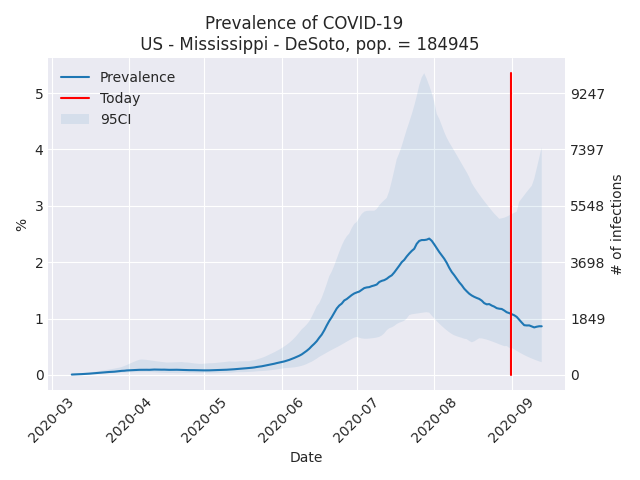 Prevalence of COVID-19
US - Mississippi - DeSoto, pop. = 184945
Prevalence
Today
95CI
5
4
3
2
1
0
%
9247
7397
5548
3698
1849
0
# of infections
2020-03
2020-04
2020-05
2020-06
2020-07
2020-08
2020-09
Date